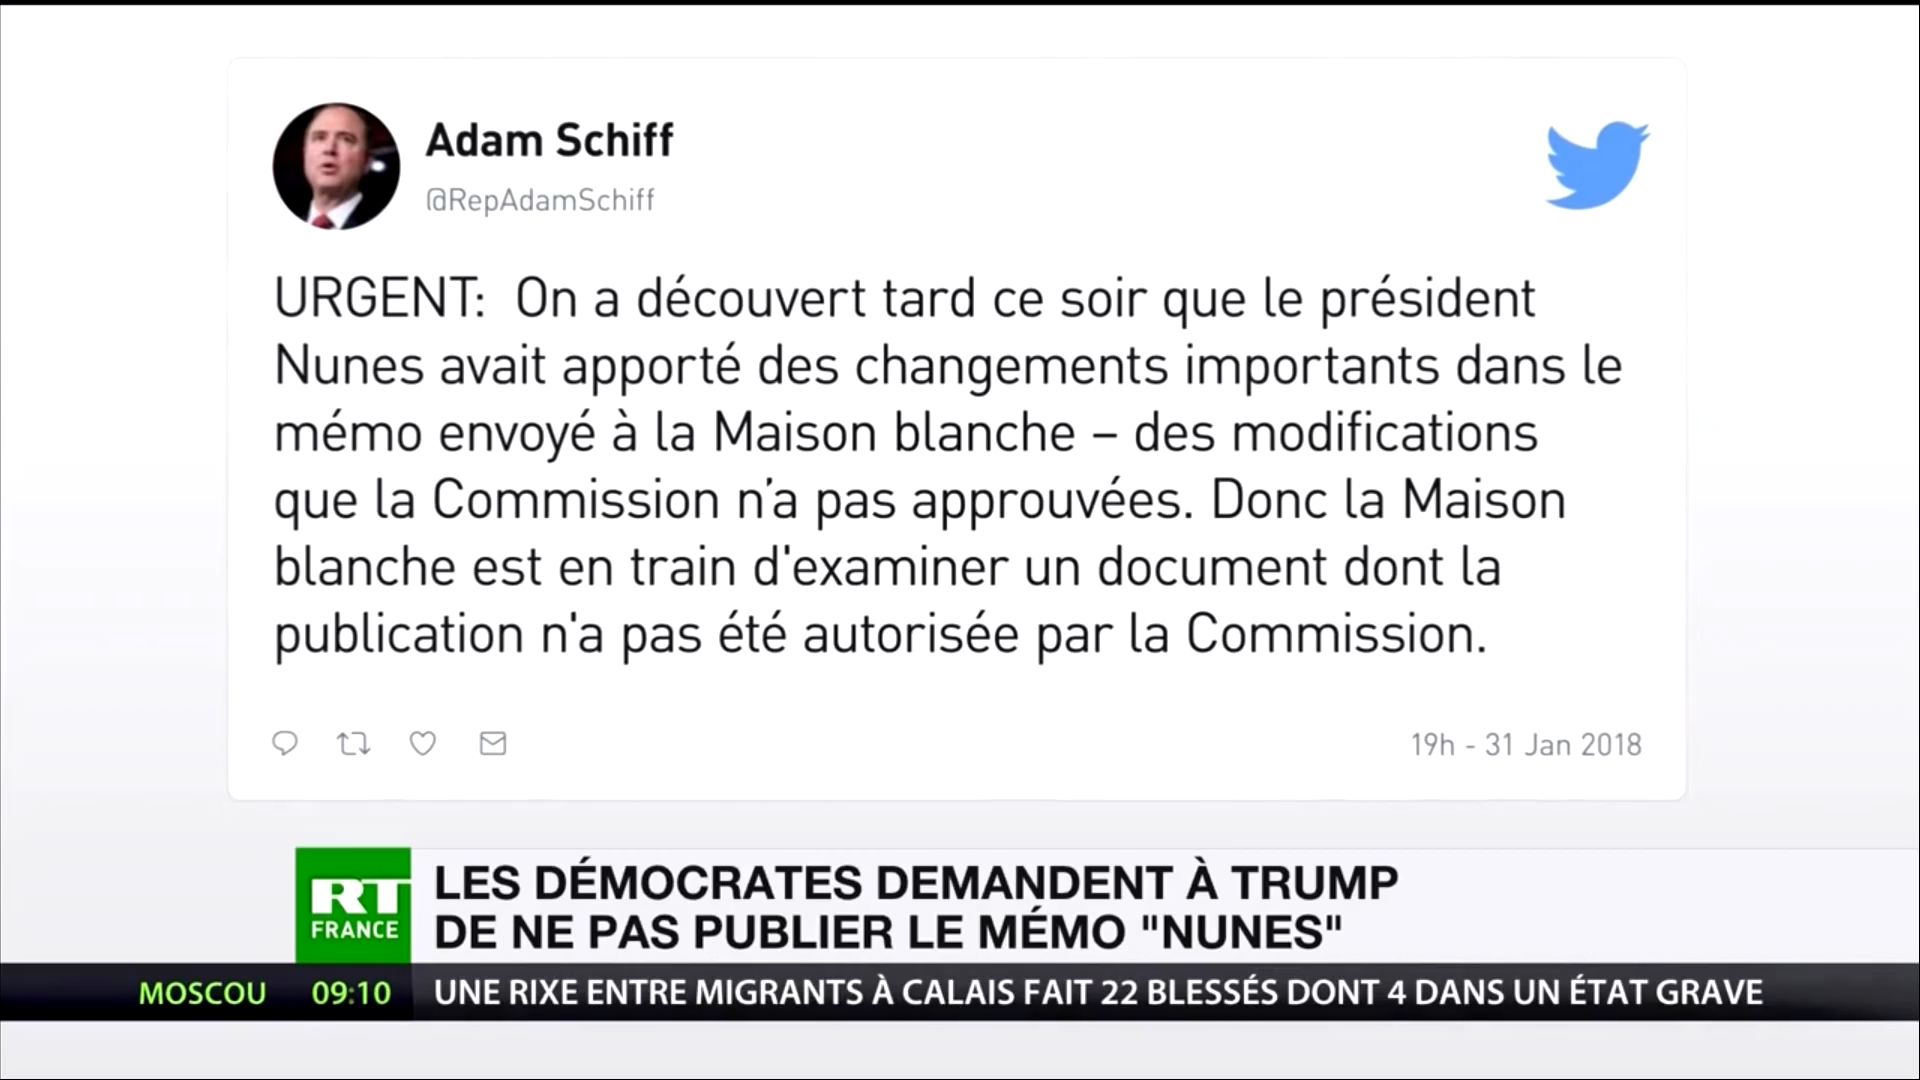 Adam Schiff
@RepAdamSchiff
URGENT: On a découvert tard ce soir que le président
Nunes avait apporté des changements importants dans le
mémo envoyé à la Maison blanche – des modifications
que la Commission n'a pas approuvées. Donc la Maison
blanche est en train d'examiner un document dont la
publication n'a pas été autorisée par la Commission.
19h - 31 Jan 2018
RT
FRANCE
LES DÉMOCRATES DEMANDENT À TRUMP
DE NE PAS PUBLIER LE MÉMO "NUNES"
MOSCOU 09:10 UNE RIXE ENTRE MIGRANTS À CALAIS FAIT 22 BLESSÉS DONT 4 DANS UN ÉTAT GRAVE